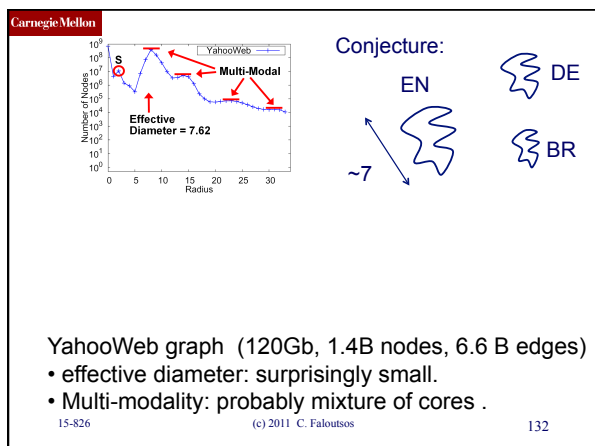 Carnegie Mellon
10^9
10^8
10^7
10^6
10^5
10^4
10^3
10^2
10^1
10^0
Number of Nodes
0 5 10 15 20 25 30
Radius
YahooWeb
S
Multi-Modal
Effective
Diameter = 7.62
Conjecture:
EN
DE
BR
~7
YahooWeb graph (120Gb, 1.4B nodes, 6.6 B edges)
• effective diameter: surprisingly small.
• Multi-modality: probably mixture of cores .
15-826 (c) 2011 C. Faloutsos 132